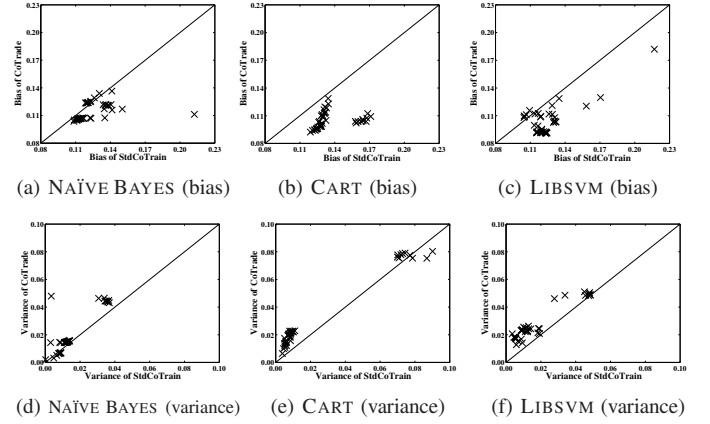 Bias of CoTrade
0.23
0.20
0.17
0.14
0.11
0.08
0.08 0.11 0.14 0.17 0.20 0.23
Bias of StdCoTrain
(a) NAÏVE BAYES (bias)
Bias of CoTrade
0.23
0.20
0.17
0.14
0.11
0.08
0.08 0.11 0.14 0.17 0.20 0.23
Bias of StdCoTrain
(b) CART (bias)
Bias of CoTrade
0.23
0.20
0.17
0.14
0.11
0.08
0.08 0.11 0.14 0.17 0.20 0.23
Bias of StdCoTrain
(c) LIBSVM (bias)
Variance of CoTrade
0.10
0.08
0.06
0.04
0.02
0.00
0.00 0.02 0.04 0.06 0.08 0.10
Variance of StdCoTrain
(d) NAÏVE BAYES (variance)
Variance of CoTrade
0.10
0.08
0.06
0.04
0.02
0.00
0.00 0.02 0.04 0.06 0.08 0.10
Variance of StdCoTrain
(e) CART (variance)
Variance of CoTrade
0.10
0.08
0.06
0.04
0.02
0.00
0.00 0.02 0.04 0.06 0.08 0.10
Variance of StdCoTrain
(f) LIBSVM (variance)